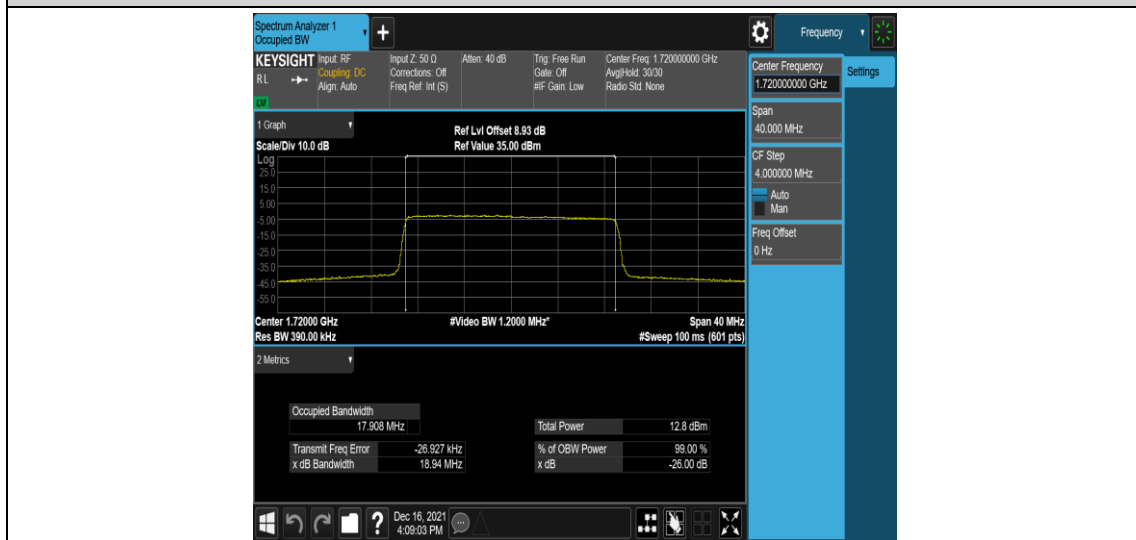 Spectrum Analyzer 1
Occupied BW
+
Frequency
KEYSIGHT
RL
LXI
Input: RF
Coupling: DC
Align: Auto
Input Z: 50 Ω
Corrections: Off
Freq Ref: Int (S)
Atten: 40 dB
Trig: Free Run
Gate: Off
#IF Gain: Low
Center Freq: 1.720000000 GHz
Avg|Hold: 30/30
Radio Std: None
Center Frequency
1.720000000 GHz
Settings
Span
40.000 MHz
CF Step
4.000000 MHz
Auto
Man
Freq Offset
0 Hz
1 Graph
Ref Lvl Offset 8.93 dB
Scale/Div 10.0 dB
Ref Value 35.00 dBm
Log
25.0
15.0
5.00
-5.00
-15.0
-25.0
-35.0
-45.0
-55.0
Center 1.72000 GHz
#Video BW 1.2000 MHz*
Span 40 MHz
Res BW 390.00 kHz
#Sweep 100 ms (601 pts)
2 Metrics
Occupied Bandwidth
17.908 MHz
Total Power 12.8 dBm
Transmit Freq Error -26.927 kHz
% of OBW Power 99.00 %
x dB Bandwidth 18.94 MHz
x dB -26.00 dB
?
Dec 16, 2021
4:09:03 PM